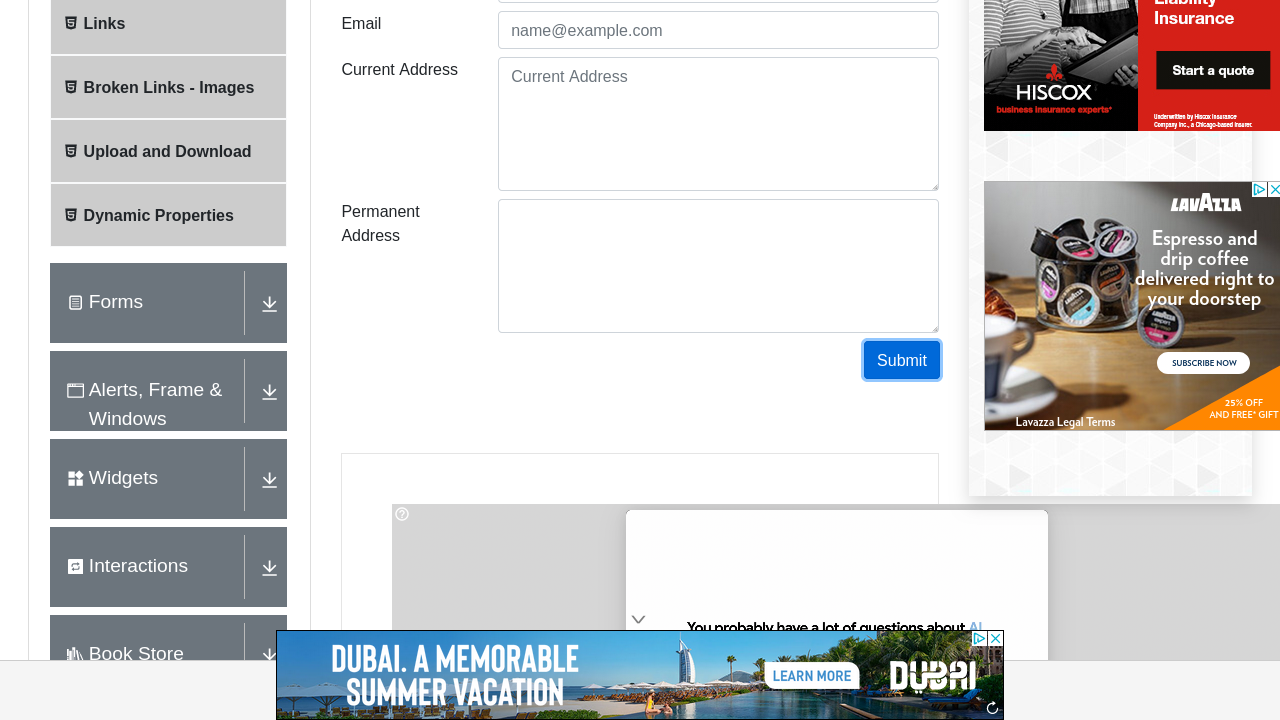 Links
Broken Links - Images
Upload and Download
Dynamic Properties
Forms
Alerts, Frame &
Windows
Widgets
Interactions
Book Store
Email
name@example.com
Current Address
Current Address
Permanent
Address
Submit
You probably have a lot of questions about AI
Liability
Insurance
Start a quote
HISCOX
business insurance experts®
Underwritten by Hiscox Insurance
Company Inc., a Chicago-based insurer.
LAVAZZA
Espresso and
drip coffee
delivered right to
your doorstep
SUBSCRIBE NOW
25% OFF
AND FREE* GIFT
Lavazza Legal Terms
DUBAI. A MEMORABLE
SUMMER VACATION
LEARN MORE
DUBAI